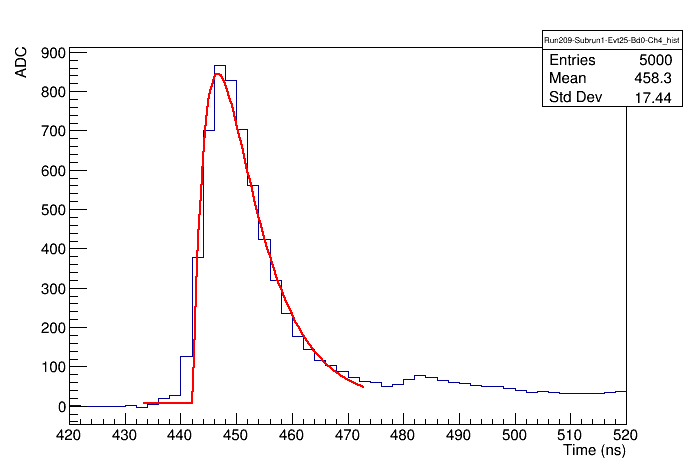 Run209-Subrun1-Evt25-Bd0-Ch4_hist
Entries 5000
Mean 458.3
Std Dev 17.44
ADC
900
800
700
600
500
400
300
200
100
0
420 430 440 450 460 470 480 490 500 510 520
Time (ns)